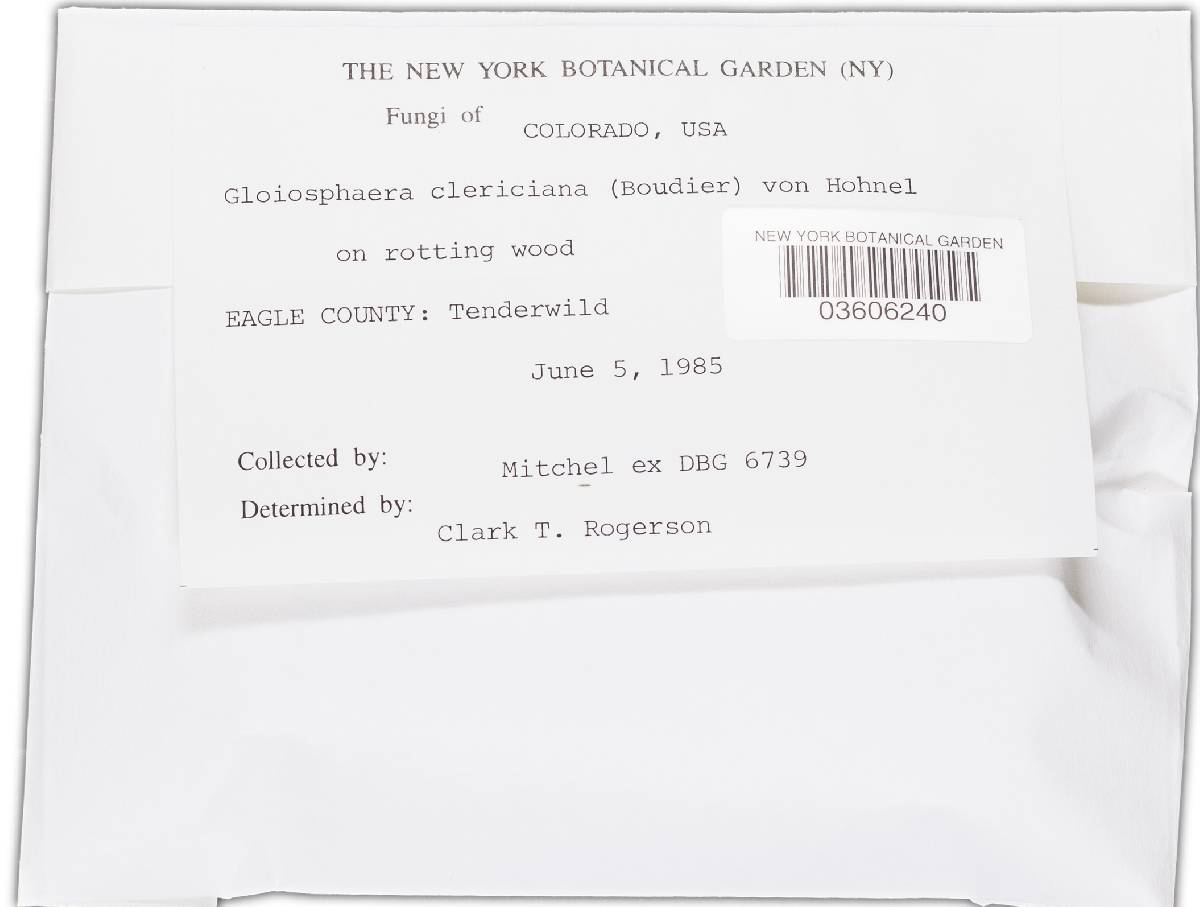 THE NEW YORK BOTANICAL GARDEN (NY)
Fungi of COLORADO, USA
Gloiosphaera clericiana (Boudier) von Hohnel
on rotting wood
NEW YORK BOTANICAL GARDEN
03606240
EAGLE COUNTY: Tenderwild
June 5, 1985
Collected by: Mitchel ex DBG 6739
Determined by: Clark T. Rogerson